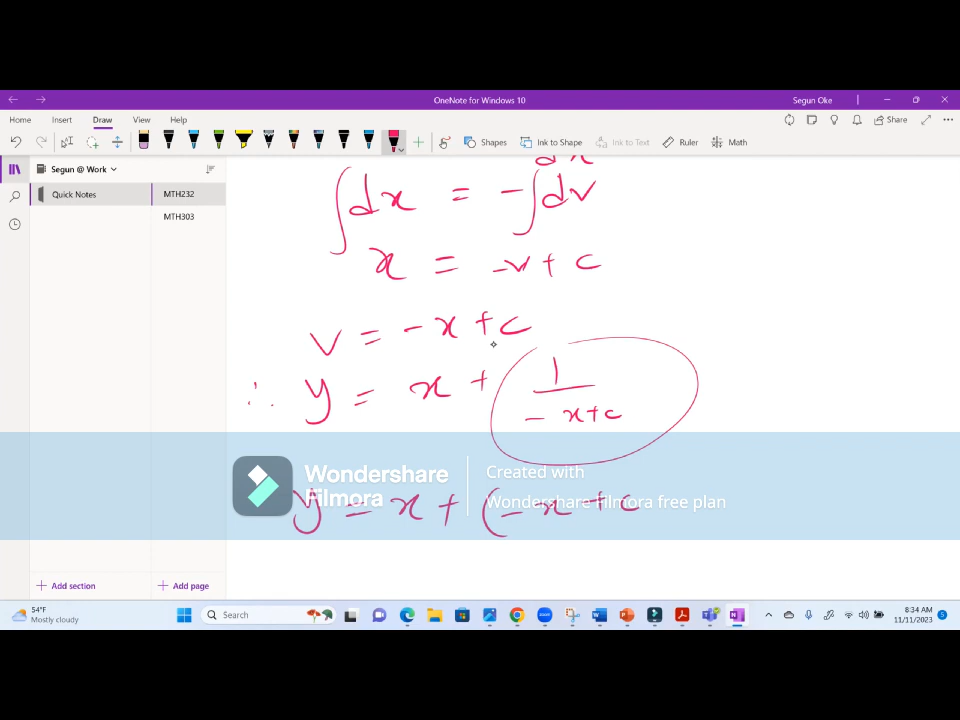 OneNote for Windows 10
Segun Oke
Home Insert Draw View Help
Share
Shapes Ink to Shape Ink to Text Ruler Math
Segun @ Work
Quick Notes
MTH232
MTH303
dx
∫dx = -∫dv
x = -v + c
v = -x + c
∴ y = x + 1/(-x+c)
Wondershare Filmora
Created with
Wondershare Filmora free plan
y = x + (-x + c
+ Add section
+ Add page
54°F
Mostly cloudy
Search
8:34 AM
11/11/2023
5